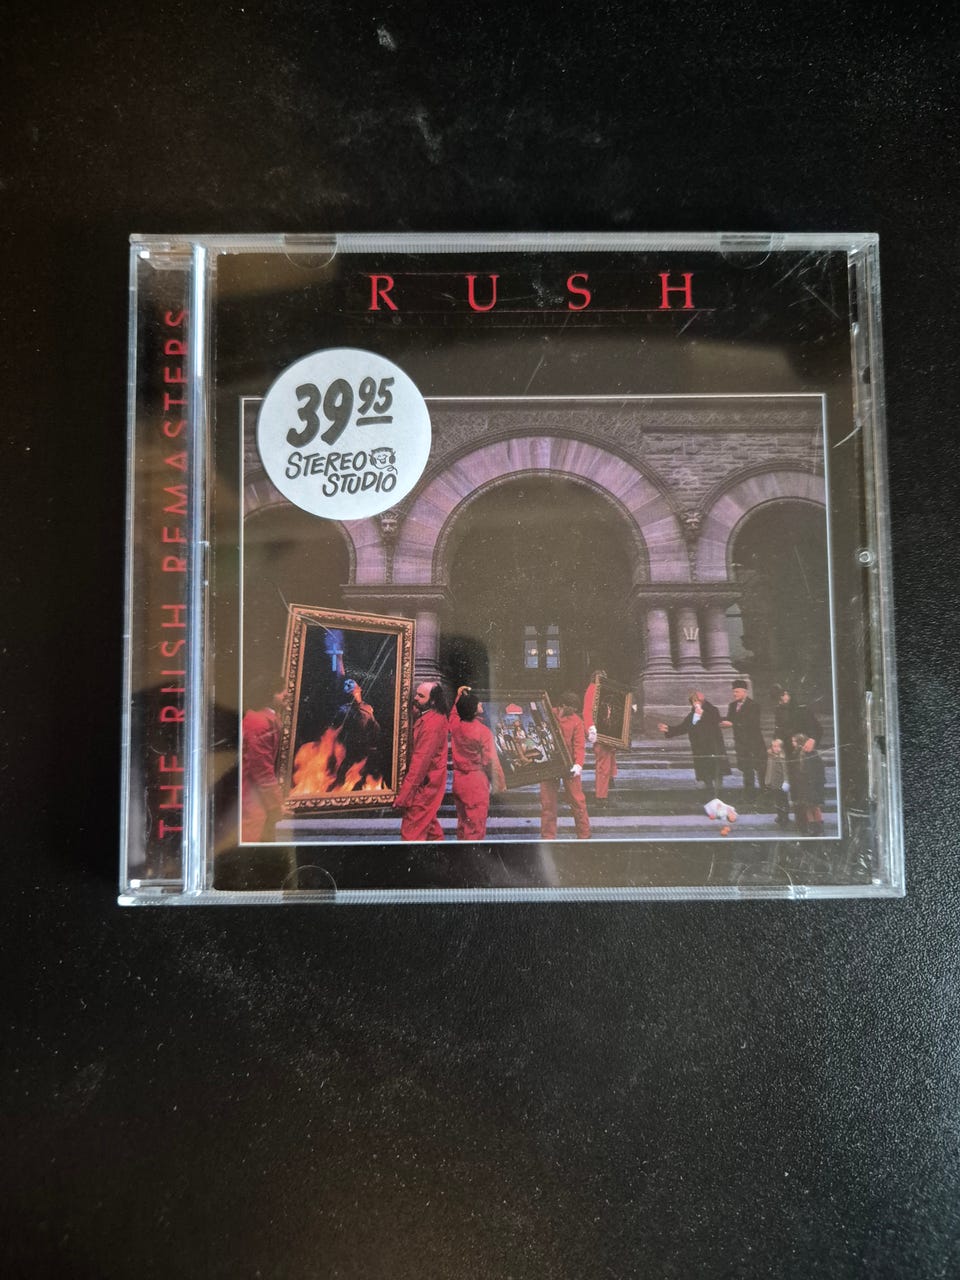 RUSH
39 95
STEREO
STUDIO
THE RUSH REMASTERS